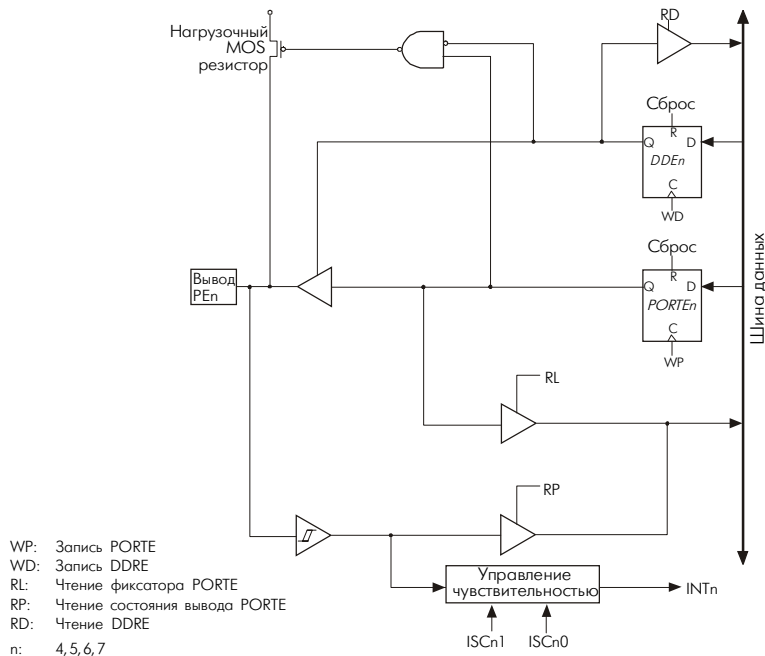 RD
Нагрузочный
MOS
резистор
Сброс
R
Q
D
DDEn
C
WD
Сброс
R
Q
D
PORTEn
C
WP
Вывод
PEn
Шина данных
RL
RP
Управление
чувствительностью
INTn
ISCn1
ISCn0
WP: Запись PORTE
WD: Запись DDRE
RL: Чтение фиксатора PORTE
RP: Чтение состояния вывода PORTE
RD: Чтение DDRE
n: 4,5,6,7